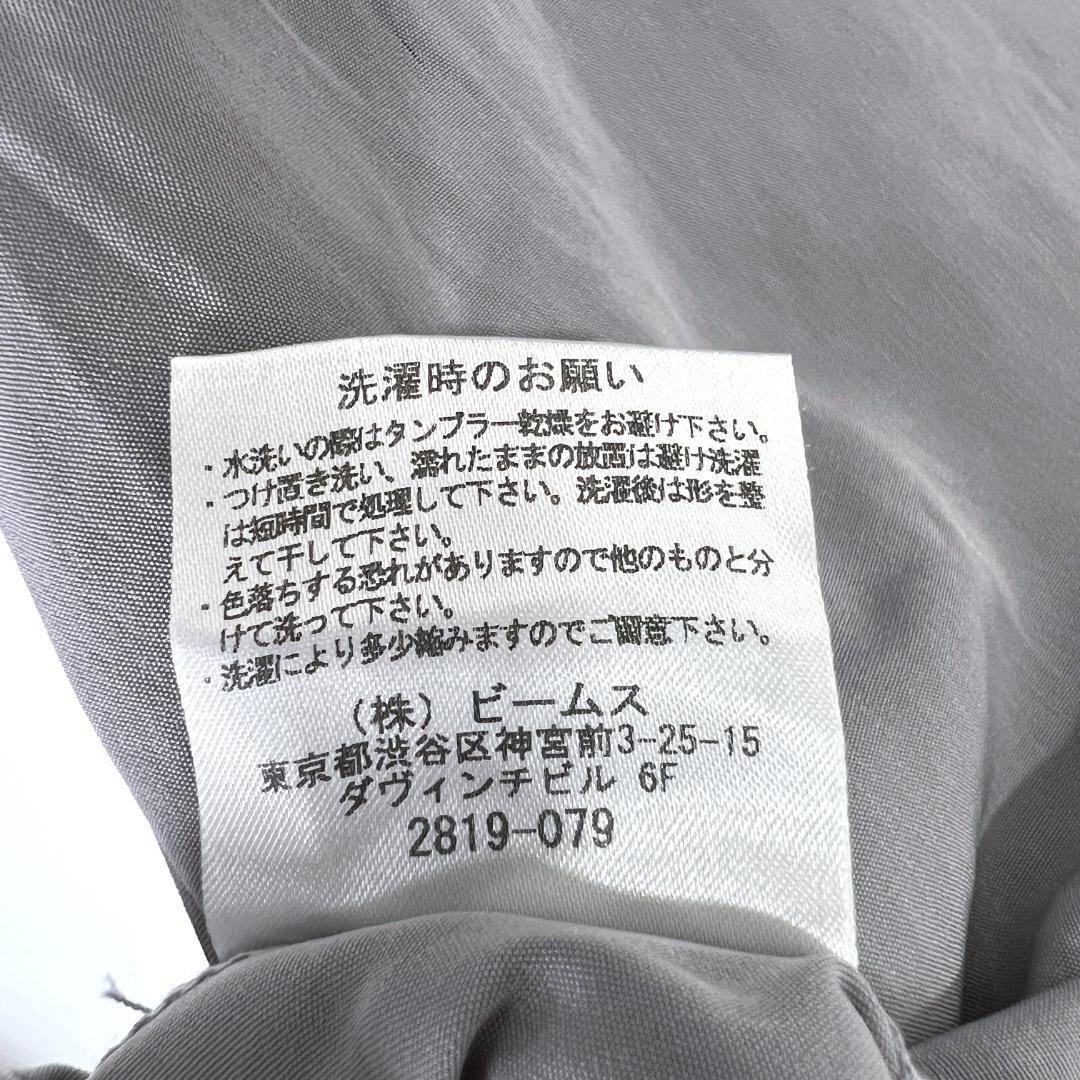 洗濯時のお願い
・水洗いの際はタンブラー乾燥をお避け下さい。
・つけ置き洗い、濡れたままの放置は避け洗濯
は短時間で処理して下さい。洗濯後は形を整
えて干して下さい。
・色落ちする恐れがありますので他のものと分
けて洗って下さい。
・洗濯により多少縮みますのでご留意下さい。
(株) ビームス
東京都渋谷区神宮前3-25-15
ダヴィンチビル 6F
2819-079